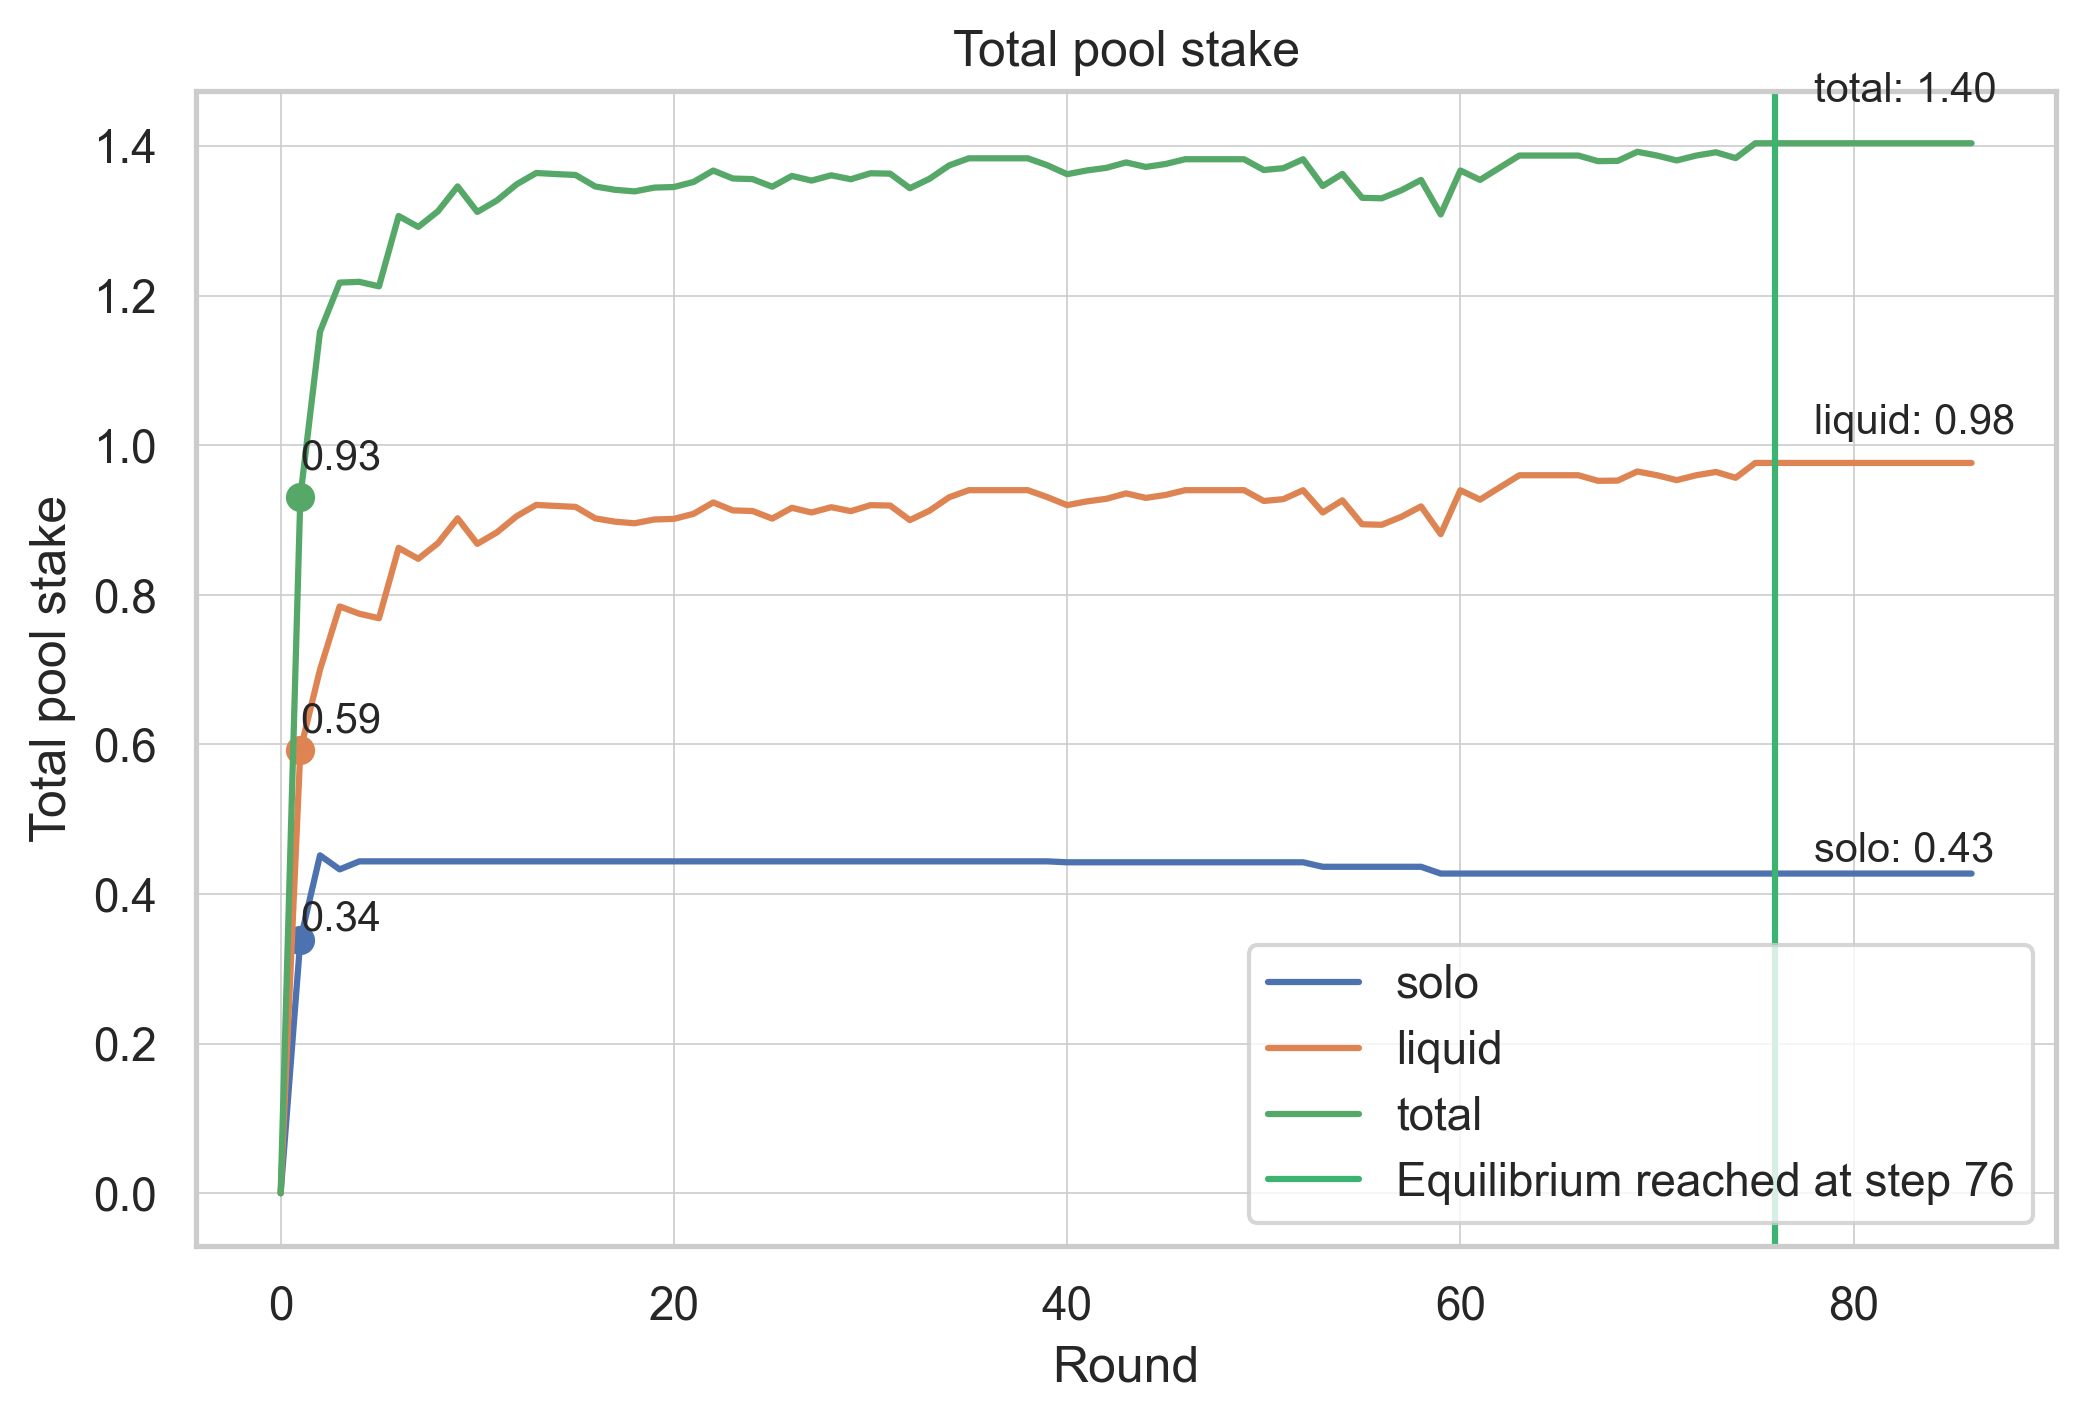 Total pool stake
total: 1.40
1.4
1.2
liquid: 0.98
1.0
0.93
0.8
0.59
0.6
solo: 0.43
0.4
0.34
0.2
0.0
Total pool stake
solo
liquid
total
Equilibrium reached at step 76
0 20 40 60 80
Round